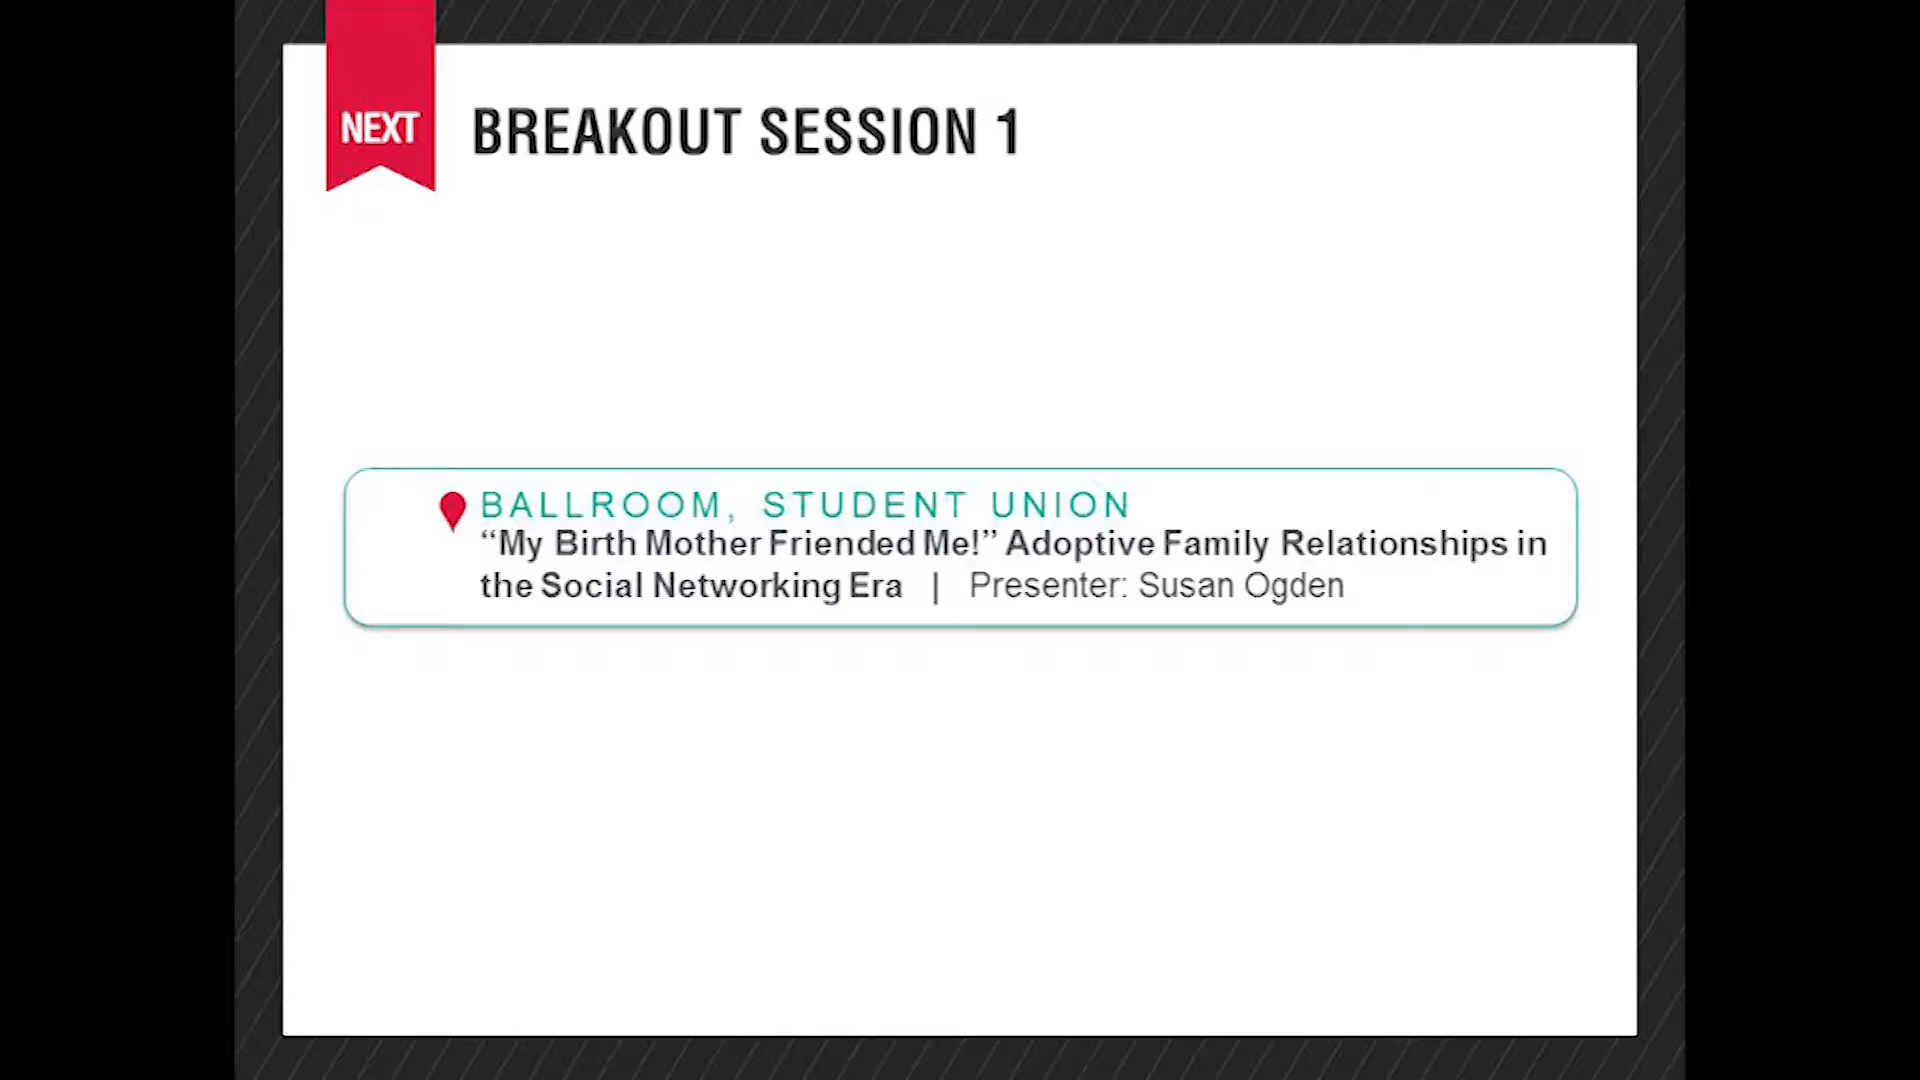 NEXT
BREAKOUT SESSION 1
BALLROOM, STUDENT UNION
“My Birth Mother Friended Me!” Adoptive Family Relationships in
the Social Networking Era | Presenter: Susan Ogden